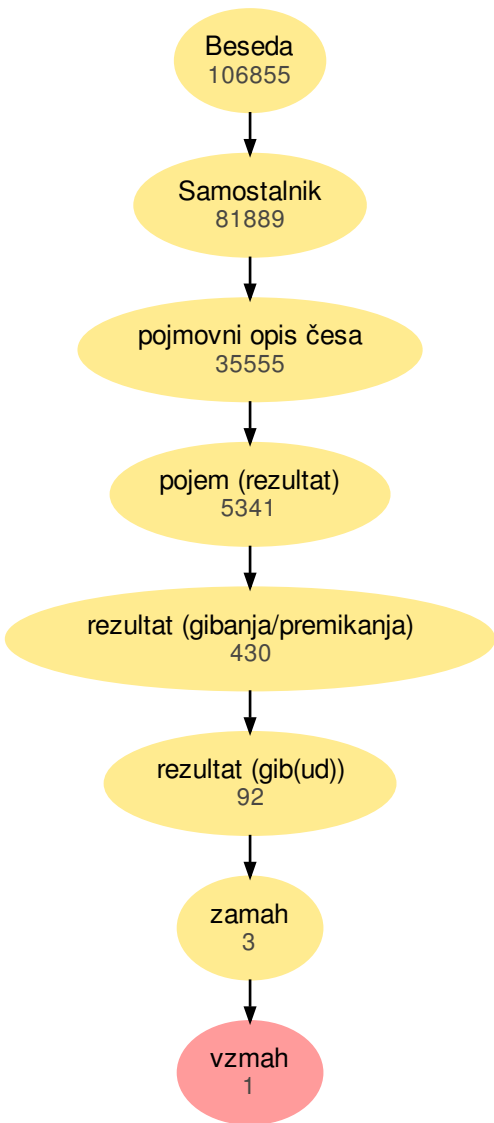 Beseda
106855
Samostalnik
81889
pojmovni opis česa
35555
pojem (rezultat)
5341
rezultat (gibanja/premikanja)
430
rezultat (gib(ud))
92
zamah
3
vzmah
1